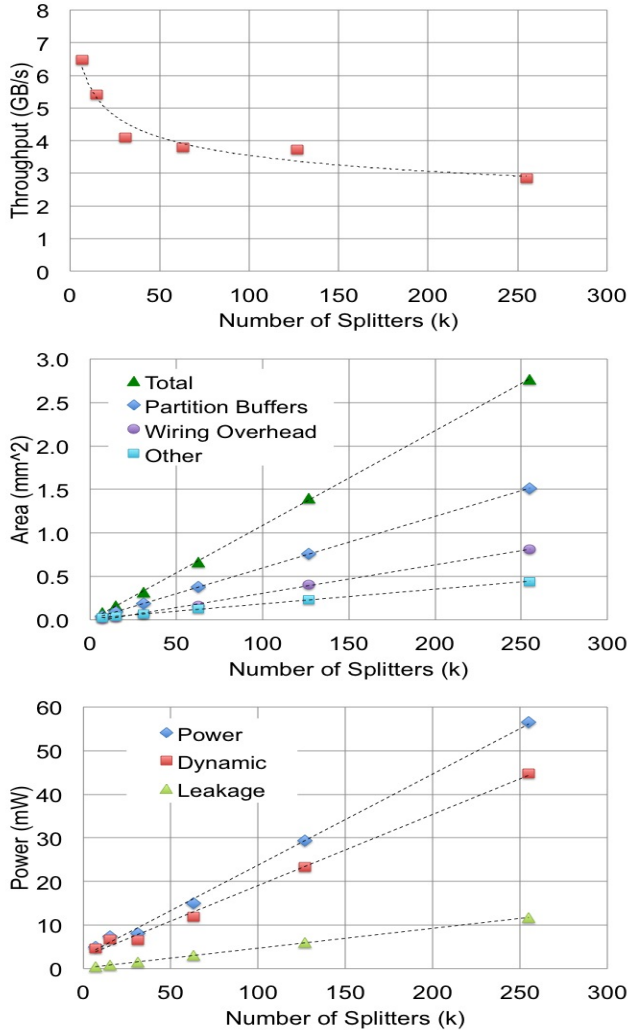 Throughput (GB/s)
8
7
6
5
4
3
2
1
0
0 50 100 150 200 250 300
Number of Splitters (k)
Area (mm^2)
3.0
2.5
2.0
1.5
1.0
0.5
0.0
Total
Partition Buffers
Wiring Overhead
Other
0 50 100 150 200 250 300
Number of Splitters (k)
Power (mW)
60
50
40
30
20
10
0
Power
Dynamic
Leakage
0 50 100 150 200 250 300
Number of Splitters (k)